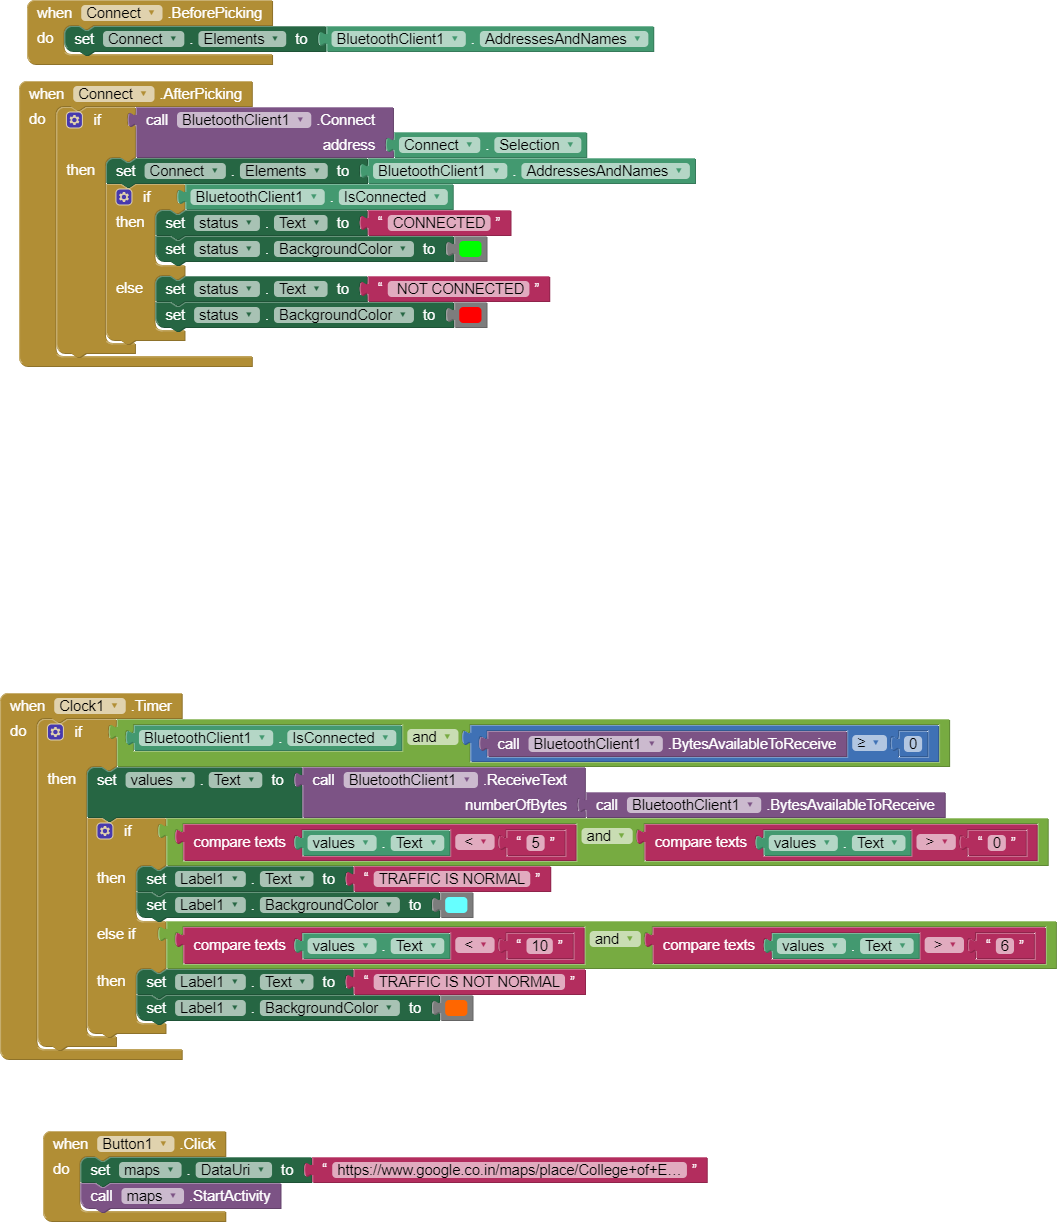 when Connect .BeforePicking
do set Connect . Elements to BluetoothClient1 . AddressesAndNames
when Connect .AfterPicking
do if call BluetoothClient1 .Connect
address Connect . Selection
then set Connect . Elements to BluetoothClient1 . AddressesAndNames
if BluetoothClient1 . IsConnected
then set status . Text to “ CONNECTED ”
set status . BackgroundColor to
else set status . Text to “ NOT CONNECTED ”
set status . BackgroundColor to
when Clock1 .Timer
do if BluetoothClient1 . IsConnected and call BluetoothClient1 .BytesAvailableToReceive ≥ 0
then set values . Text to call BluetoothClient1 .ReceiveText
numberOfBytes call BluetoothClient1 .BytesAvailableToReceive
if compare texts values . Text < “ 5 ” and compare texts values . Text > “ 0 ”
then set Label1 . Text to “ TRAFFIC IS NORMAL ”
set Label1 . BackgroundColor to
else if compare texts values . Text < “ 10 ” and compare texts values . Text > “ 6 ”
then set Label1 . Text to “ TRAFFIC IS NOT NORMAL ”
set Label1 . BackgroundColor to
when Button1 .Click
do set maps . DataUri to “ https://www.google.co.in/maps/place/College+of+E... ”
call maps .StartActivity